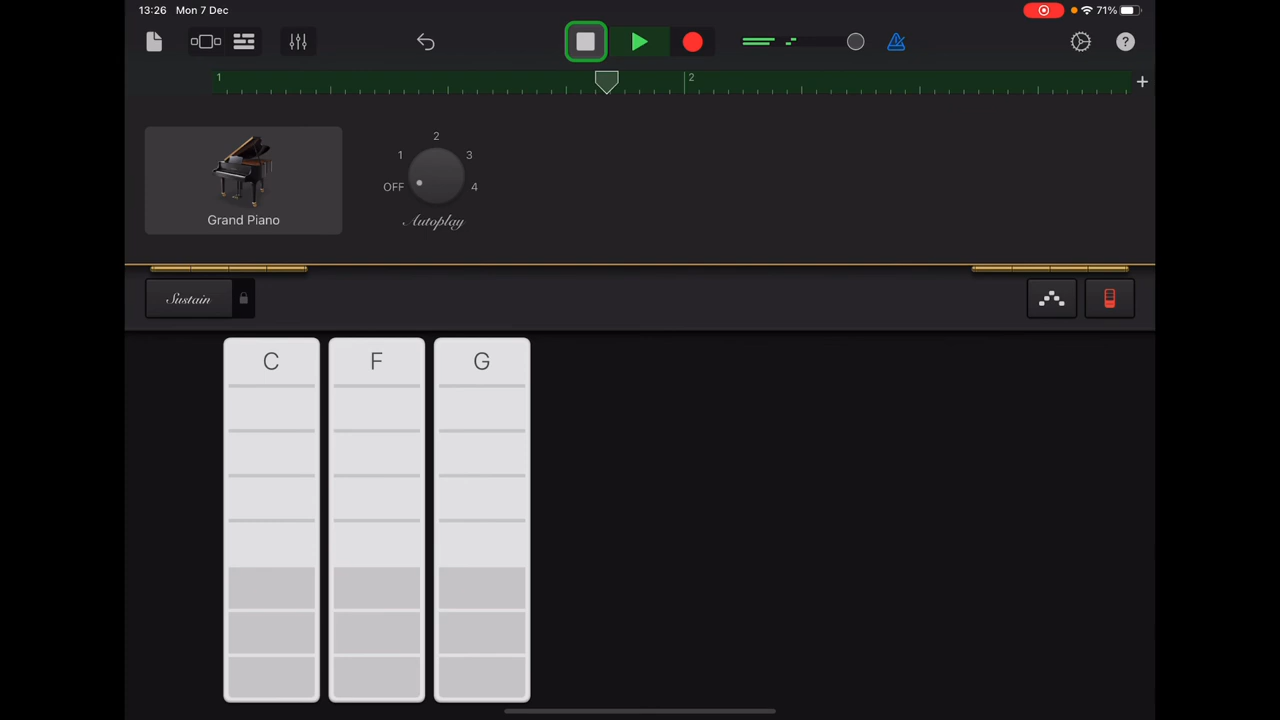 13:26 Mon 7 Dec
71%
1
2
2
1
3
OFF
4
Grand Piano
Autoplay
Sustain
C
F
G